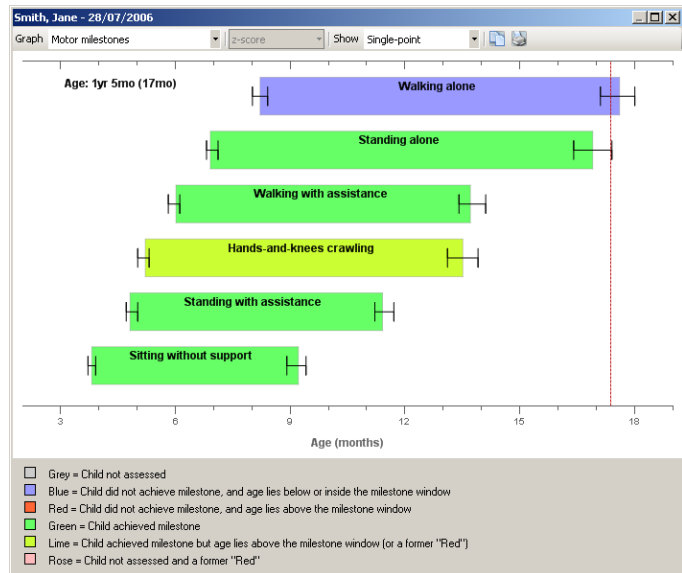 Smith, Jane - 28/07/2006
Graph Motor milestones z-score Show Single-point
Age: 1yr 5mo (17mo)
Walking alone
Standing alone
Walking with assistance
Hands-and-knees crawling
Standing with assistance
Sitting without support
3 6 9 12 15 18
Age (months)
Grey = Child not assessed
Blue = Child did not achieve milestone, and age lies below or inside the milestone window
Red = Child did not achieve milestone, and age lies above the milestone window
Green = Child achieved milestone
Lime = Child achieved milestone but age lies above the milestone window (or a former "Red")
Rose = Child not assessed and a former "Red"